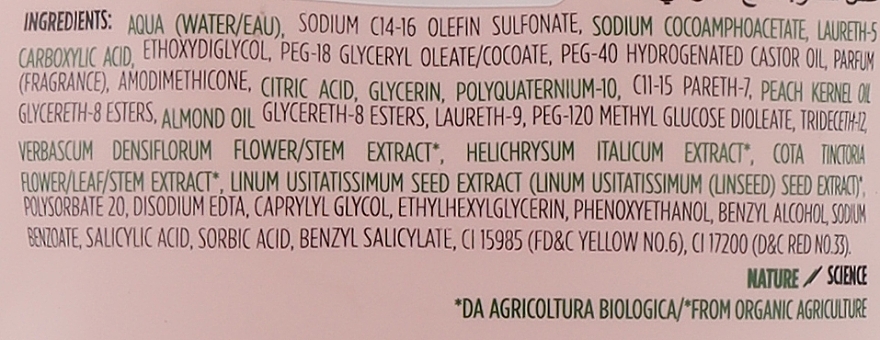 INGREDIENTS: AQUA (WATER/EAU), SODIUM C14-16 OLEFIN SULFONATE, SODIUM COCOAMPHOACETATE, LAURETH-5
CARBOXYLIC ACID, ETHOXYDIGLYCOL, PEG-18 GLYCERYL OLEATE/COCOATE, PEG-40 HYDROGENATED CASTOR OIL, PARFUM
(FRAGRANCE), AMODIMETHICONE, CITRIC ACID, GLYCERIN, POLYQUATERNIUM-10, C11-15 PARETH-7, PEACH KERNEL OIL
GLYCERETH-8 ESTERS, ALMOND OIL GLYCERETH-8 ESTERS, LAURETH-9, PEG-120 METHYL GLUCOSE DIOLEATE, TRIDECETH-12,
VERBASCUM DENSIFLORUM FLOWER/STEM EXTRACT*, HELICHRYSUM ITALICUM EXTRACT*, COTA TINCTORIA
FLOWER/LEAF/STEM EXTRACT*, LINUM USITATISSIMUM SEED EXTRACT (LINUM USITATISSIMUM (LINSEED) SEED EXTRACT)*,
POLYSORBATE 20, DISODIUM EDTA, CAPRYLYL GLYCOL, ETHYLHEXYLGLYCERIN, PHENOXYETHANOL, BENZYL ALCOHOL, SODIUM
BENZOATE, SALICYLIC ACID, SORBIC ACID, BENZYL SALICYLATE, CI 15985 (FD&C YELLOW NO.6), CI 17200 (D&C RED NO.33).
NATURE / SCIENCE
*DA AGRICOLTURA BIOLOGICA/*FROM ORGANIC AGRICULTURE